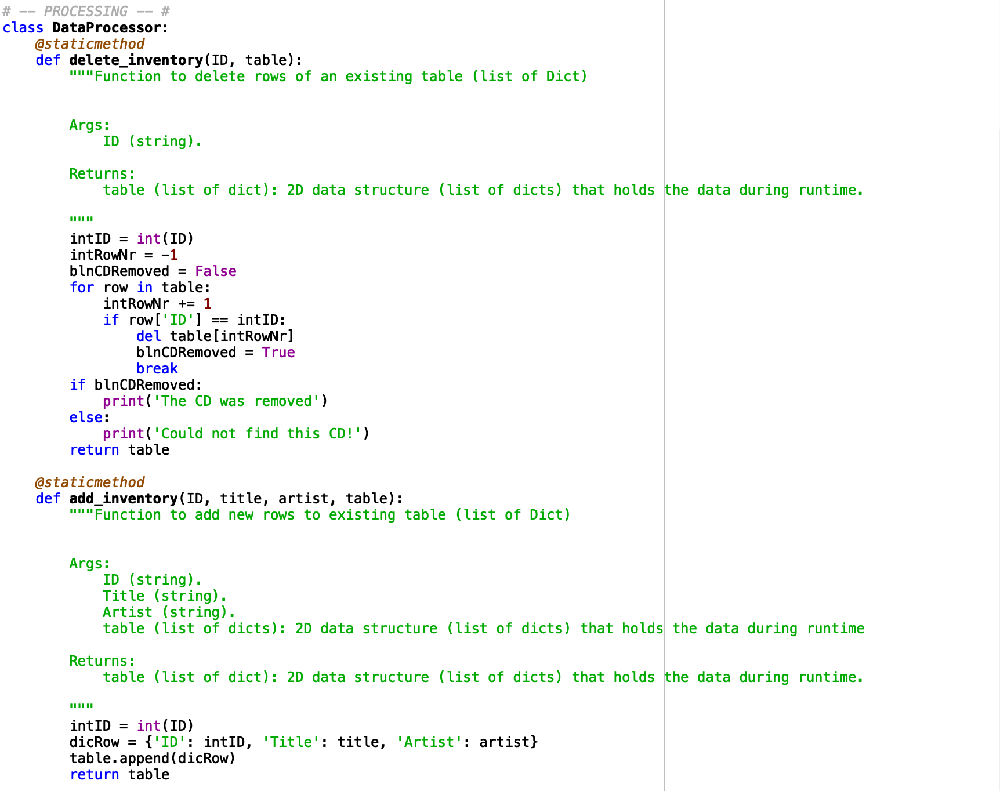 # -- PROCESSING -- #
class DataProcessor:
    @staticmethod
    def delete_inventory(ID, table):
        """Function to delete rows of an existing table (list of Dict)


        Args:
            ID (string).

        Returns:
            table (list of dict): 2D data structure (list of dicts) that holds the data during runtime.

        """
        intID = int(ID)
        intRowNr = -1
        blnCDRemoved = False
        for row in table:
            intRowNr += 1
            if row['ID'] == intID:
                del table[intRowNr]
                blnCDRemoved = True
                break
        if blnCDRemoved:
            print('The CD was removed')
        else:
            print('Could not find this CD!')
        return table

    @staticmethod
    def add_inventory(ID, title, artist, table):
        """Function to add new rows to existing table (list of Dict)


        Args:
            ID (string).
            Title (string).
            Artist (string).
            table (list of dicts): 2D data structure (list of dicts) that holds the data during runtime

        Returns:
            table (list of dict): 2D data structure (list of dicts) that holds the data during runtime.

        """
        intID = int(ID)
        dicRow = {'ID': intID, 'Title': title, 'Artist': artist}
        table.append(dicRow)
        return table